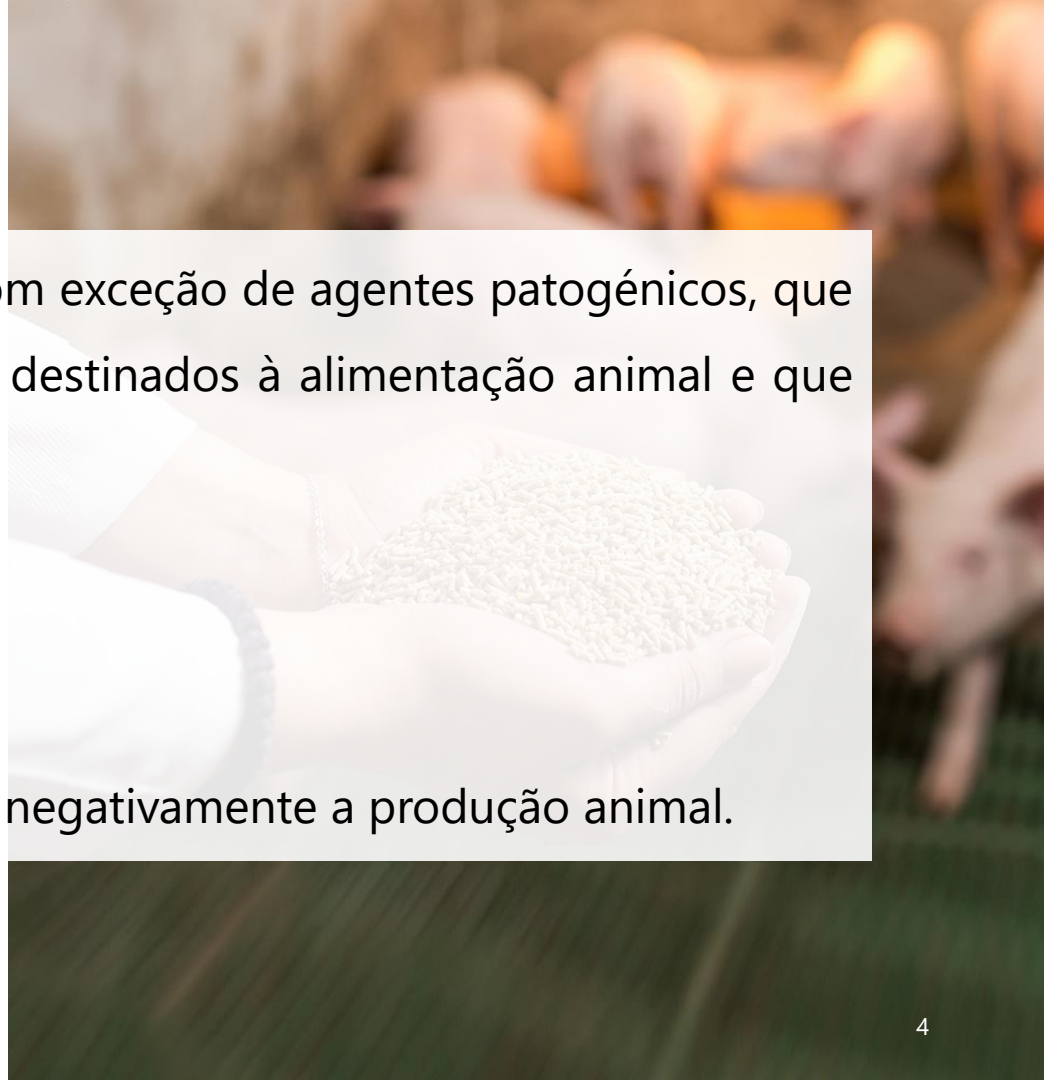 m exceção de agentes patogénicos, que
destinados à alimentação animal e que
negativamente a produção animal.
4